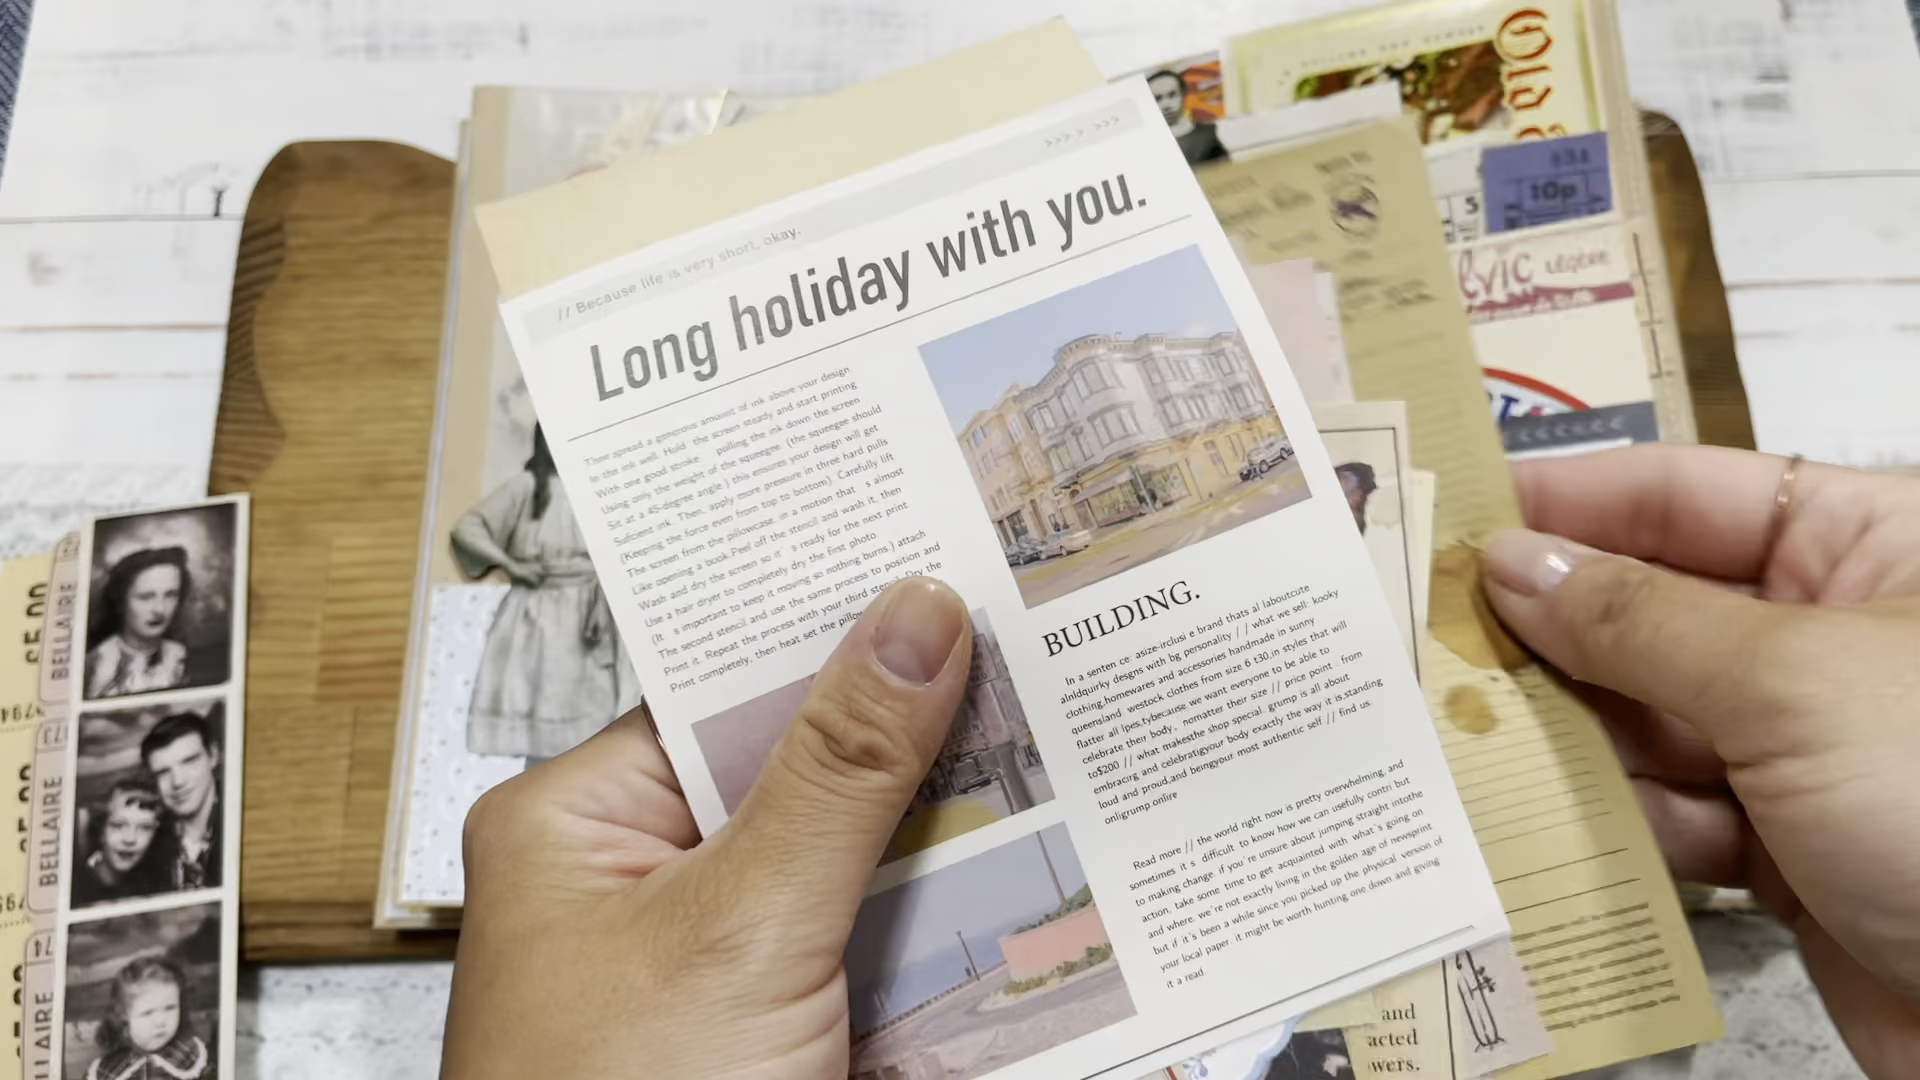 // Because life is very short, okay.
>>> > >>>
Long holiday with you.
Then spread a generous amount of ink above your design.
In the ink well. Hold the screen steady and start printing
With one good stroke pulling the ink down the screen
Using only the weight of the squeegee. (the squeegee should
Sit at a 45-degree angle.) this ensures your design will get
Sufcient ink. Then, apply more pressure in three hard pulls
(Keeping the force even from top to bottom). Carefully lift
The screen from the pillowcase, in a motion that s almost
Like opening a book.Peel off the stencil and wash it, then
Wash and dry the screen so it' s ready for the next print
Use a hair dryer to completely dry the first photo.
(It s important to keep it moving so nothing burns.) attach
The second stencil and use the same process to position and
Print it. Repeat the process with your third stencil. Dry the
Print completely, then heat set the pillow
BUILDING.
In a senten ce: asize-irclusi e brand thats al laboutcute
alnldquirky desgns with bg personality // what we sell: kooky
clothing,homewares and accessories handmade in sunny
queensland westock clothes from size 6 t30,in styles that will
flatter all lpes,tybecause we want everyone to be able to
celebrate their body, nomatter their size // price point : from
to$200 // what makesthe shop special, grump is all about
embracirg and celebratigyour body exactly the way it is,standing
loud and proud,and beingyour most authentic self // find us:
onligrump.onlire
Read more // the world right now is pretty overwhelming, and
sometimes it s difficult to know how we can usefully contri but
to making change. if you're unsure about jumping straight intothe
action, take some time to get acquainted with what's going on
and where. we're not exactly living in the golden age of newsprint
but if it's been a while since you picked up the physical version of
your local paper, it might be worth hunting one down and giving
it a read.
Old
10p
légère
BELLAIRE
BELLAIRE
LLAIRE
173
174
and
acted
wers.